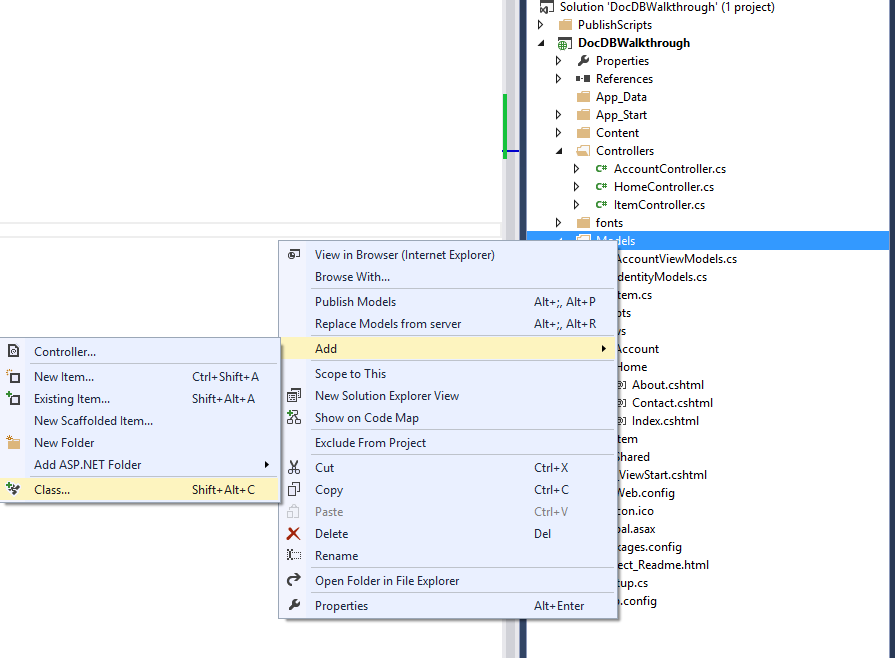 Solution 'DocDBWalkthrough' (1 project)
PublishScripts
DocDBWalkthrough
Properties
References
App_Data
App_Start
Content
Controllers
C# AccountController.cs
C# HomeController.cs
C# ItemController.cs
fonts
Models
AccountViewModels.cs
dentityModels.cs
tem.cs
pts
vs
Account
Home
@] About.cshtml
@] Contact.cshtml
@] Index.cshtml
tem
Shared
_ViewStart.cshtml
Web.config
con.ico
bal.asax
kages.config
ect_Readme.html
tup.cs
.config
View in Browser (Internet Explorer)
Browse With...
Publish Models Alt+;, Alt+P
Replace Models from server Alt+;, Alt+R
Add
Scope to This
New Solution Explorer View
Show on Code Map
Exclude From Project
Cut Ctrl+X
Copy Ctrl+C
Paste Ctrl+V
Delete Del
Rename
Open Folder in File Explorer
Properties Alt+Enter
Controller...
New Item... Ctrl+Shift+A
Existing Item... Shift+Alt+A
New Scaffolded Item...
New Folder
Add ASP.NET Folder
Class... Shift+Alt+C